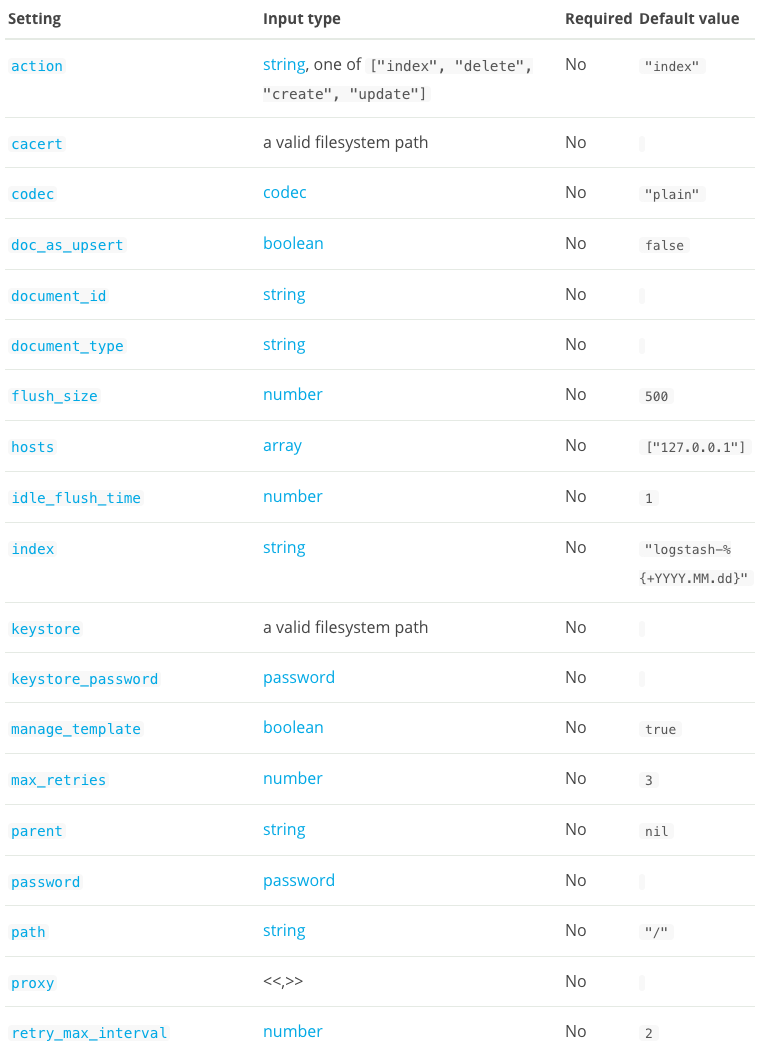 Setting Input type Required Default value
action string, one of ["index", "delete", No "index"
"create", "update"]
cacert a valid filesystem path No
codec codec No "plain"
doc_as_upsert boolean No false
document_id string No
document_type string No
flush_size number No 500
hosts array No ["127.0.0.1"]
idle_flush_time number No 1
index string No "logstash-%
{+YYYY.MM.dd}"
keystore a valid filesystem path No
keystore_password password No
manage_template boolean No true
max_retries number No 3
parent string No nil
password password No
path string No "/"
proxy <<,>> No
retry_max_interval number No 2